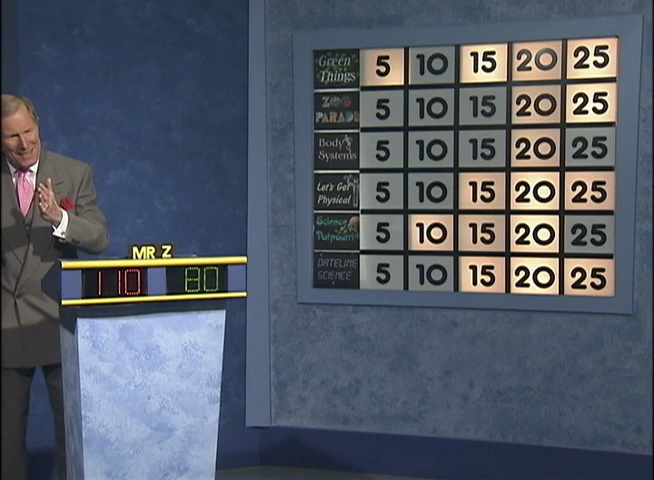 Green Things 5 10 15 20 25
Zoo Parade 5 10 15 20 25
Body Systems 5 10 15 20 25
Let's Get Physical 5 10 15 20 25
Science Potpourri 5 10 15 20 25
DATELINE SCIENCE 5 10 15 20 25
MR Z
110 80